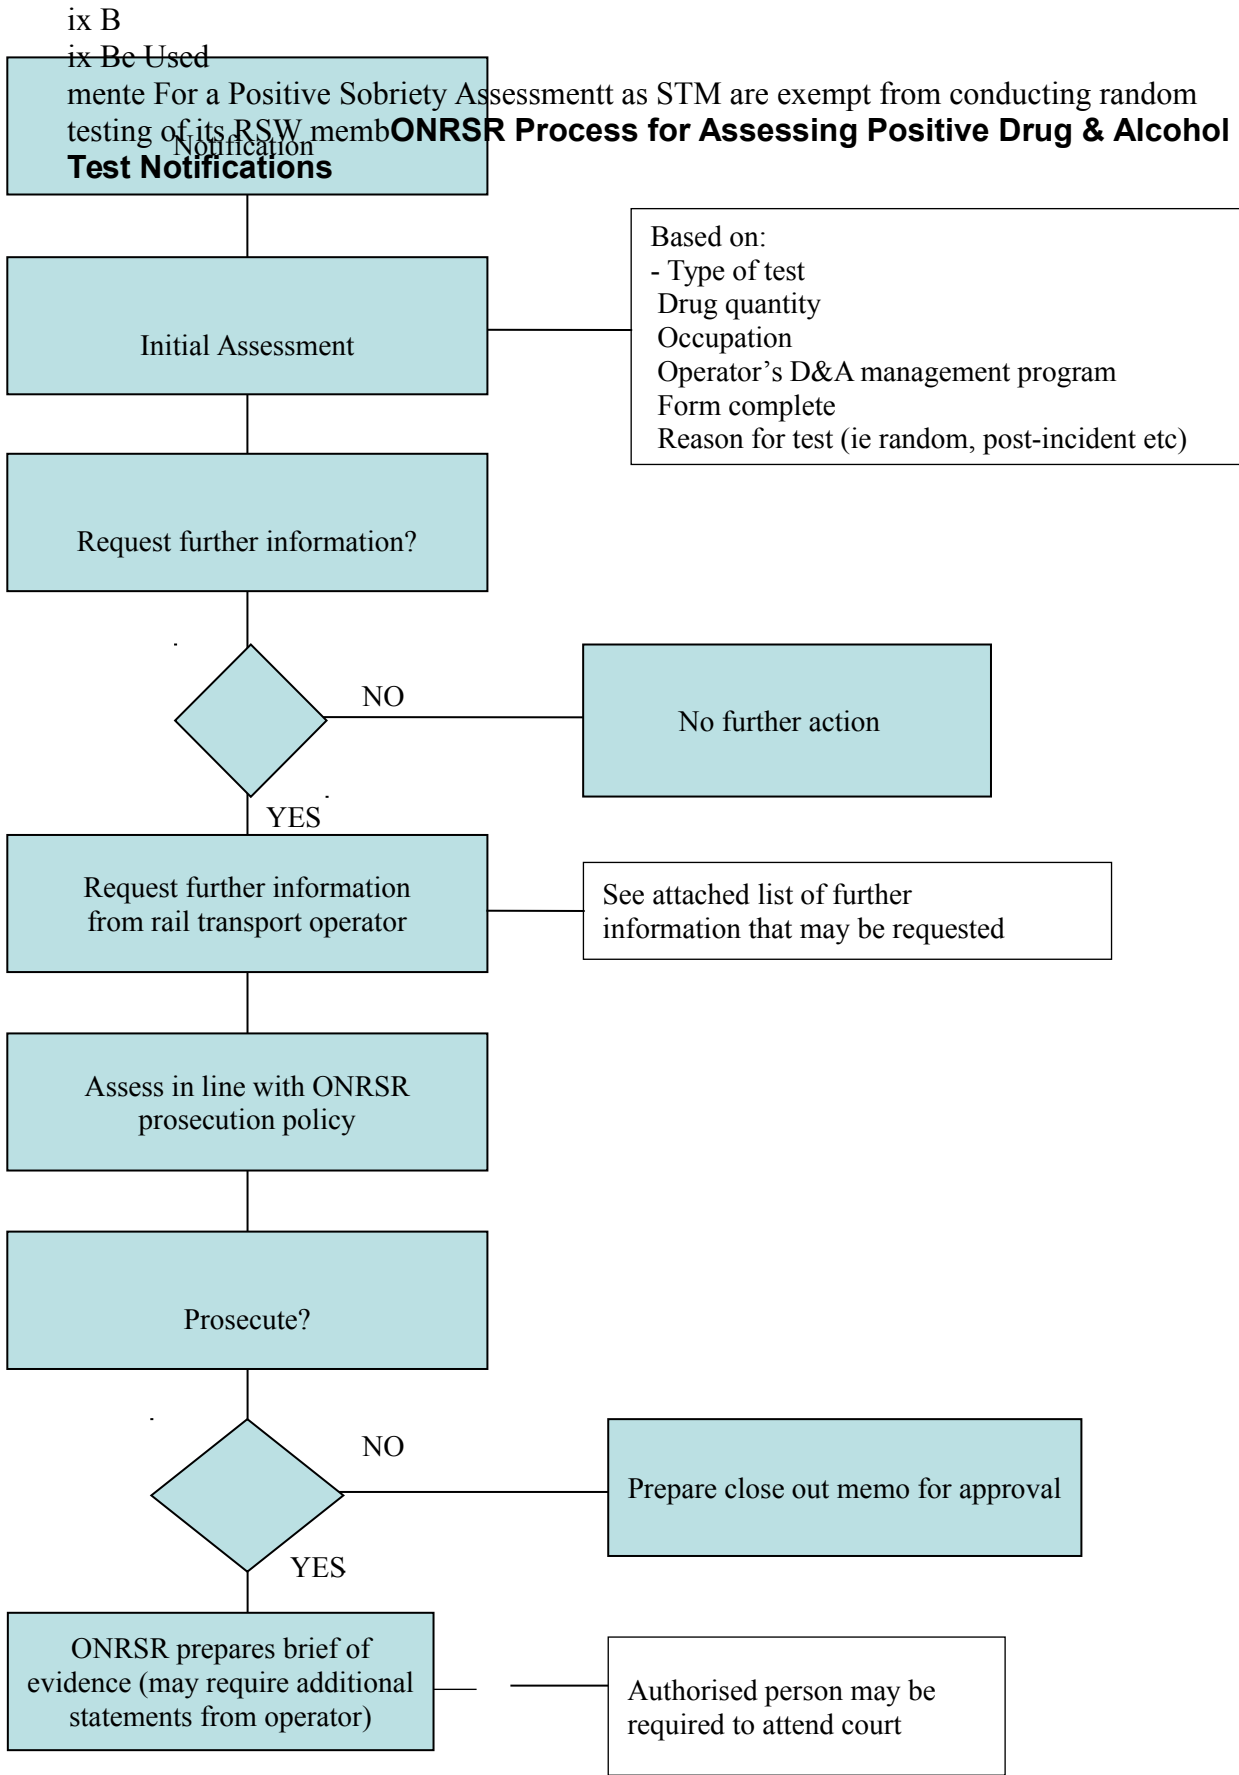 ix B
ix Be Used
mente For a Positive Sobriety Assessmentt as STM are exempt from conducting random
testing of its RSW membONRSR Process for Assessing Positive Drug & Alcohol
Notification
Test Notifications
Based on:
- Type of test
Drug quantity
Occupation
Operator’s D&A management program
Form complete
Reason for test (ie random, post-incident etc)
Initial Assessment
Request further information?
NO
No further action
YES
Request further information
from rail transport operator
See attached list of further
information that may be requested
Assess in line with ONRSR
prosecution policy
Prosecute?
NO
Prepare close out memo for approval
YES
ONRSR prepares brief of
evidence (may require additional
statements from operator)
Authorised person may be
required to attend court